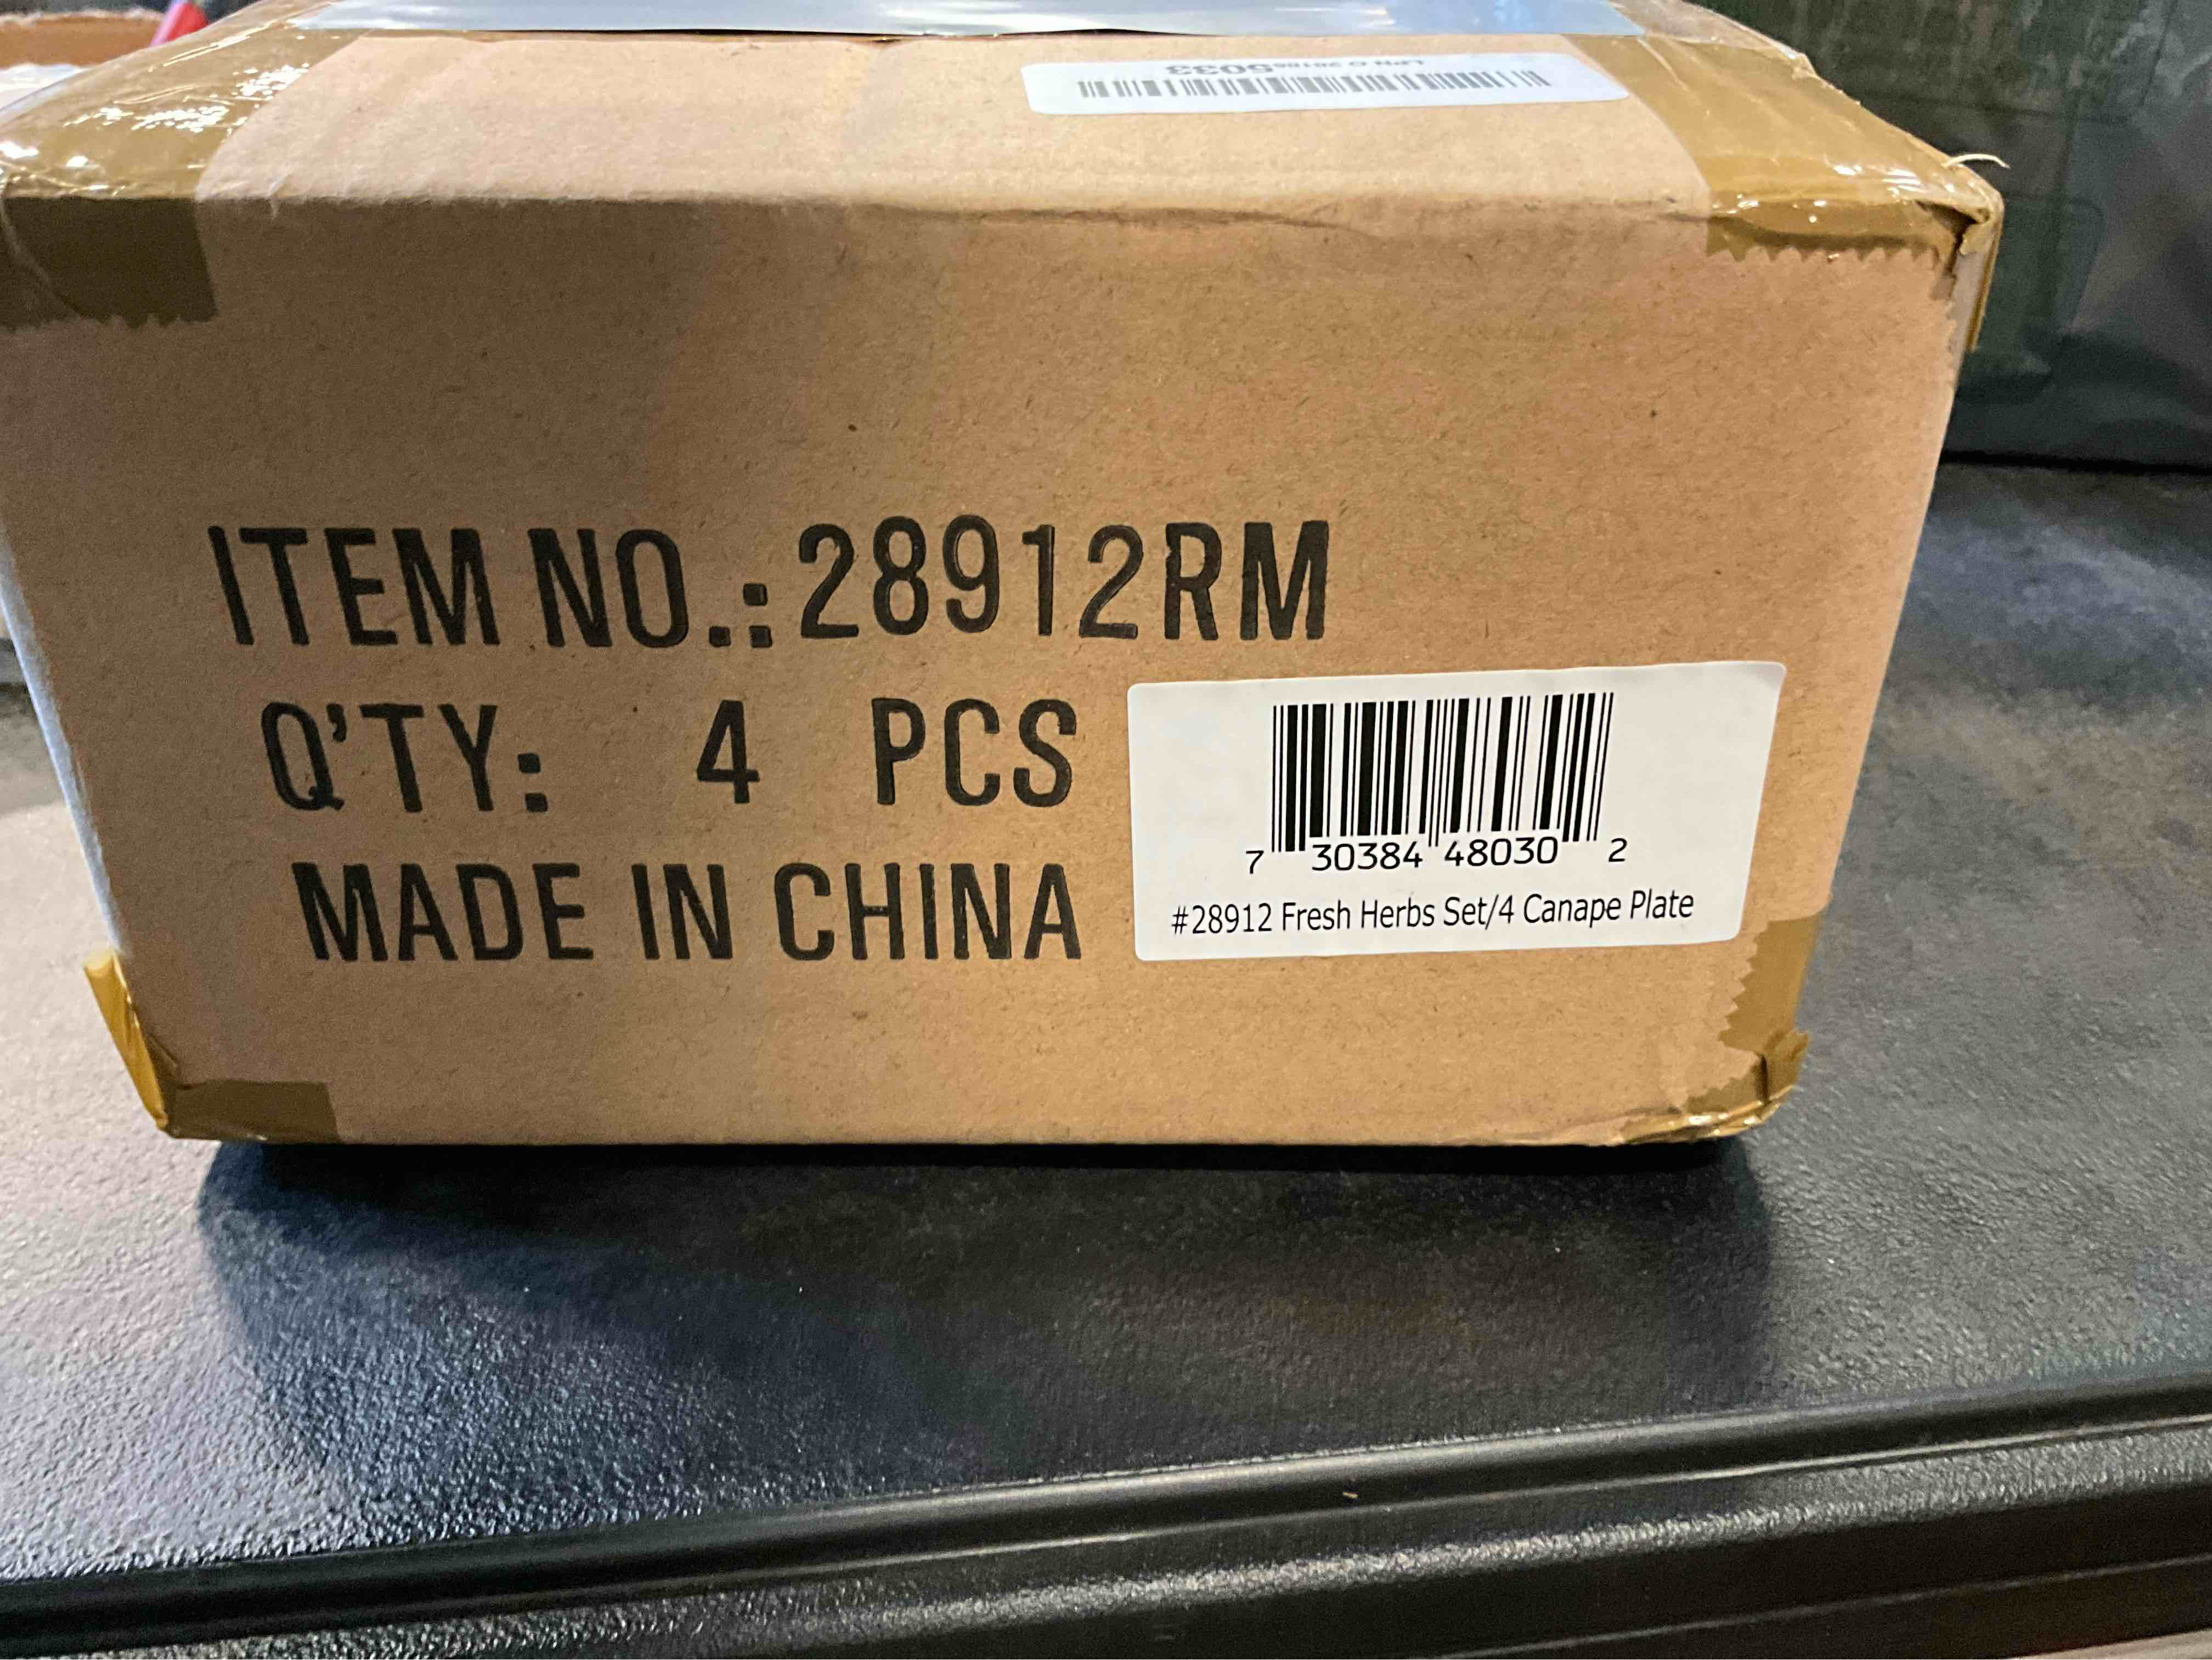 5033
ITEM NO.:28912RM
Q'TY: 4 PCS
MADE IN CHINA
7 30384 48030 2
#28912 Fresh Herbs Set/4 Canape Plate